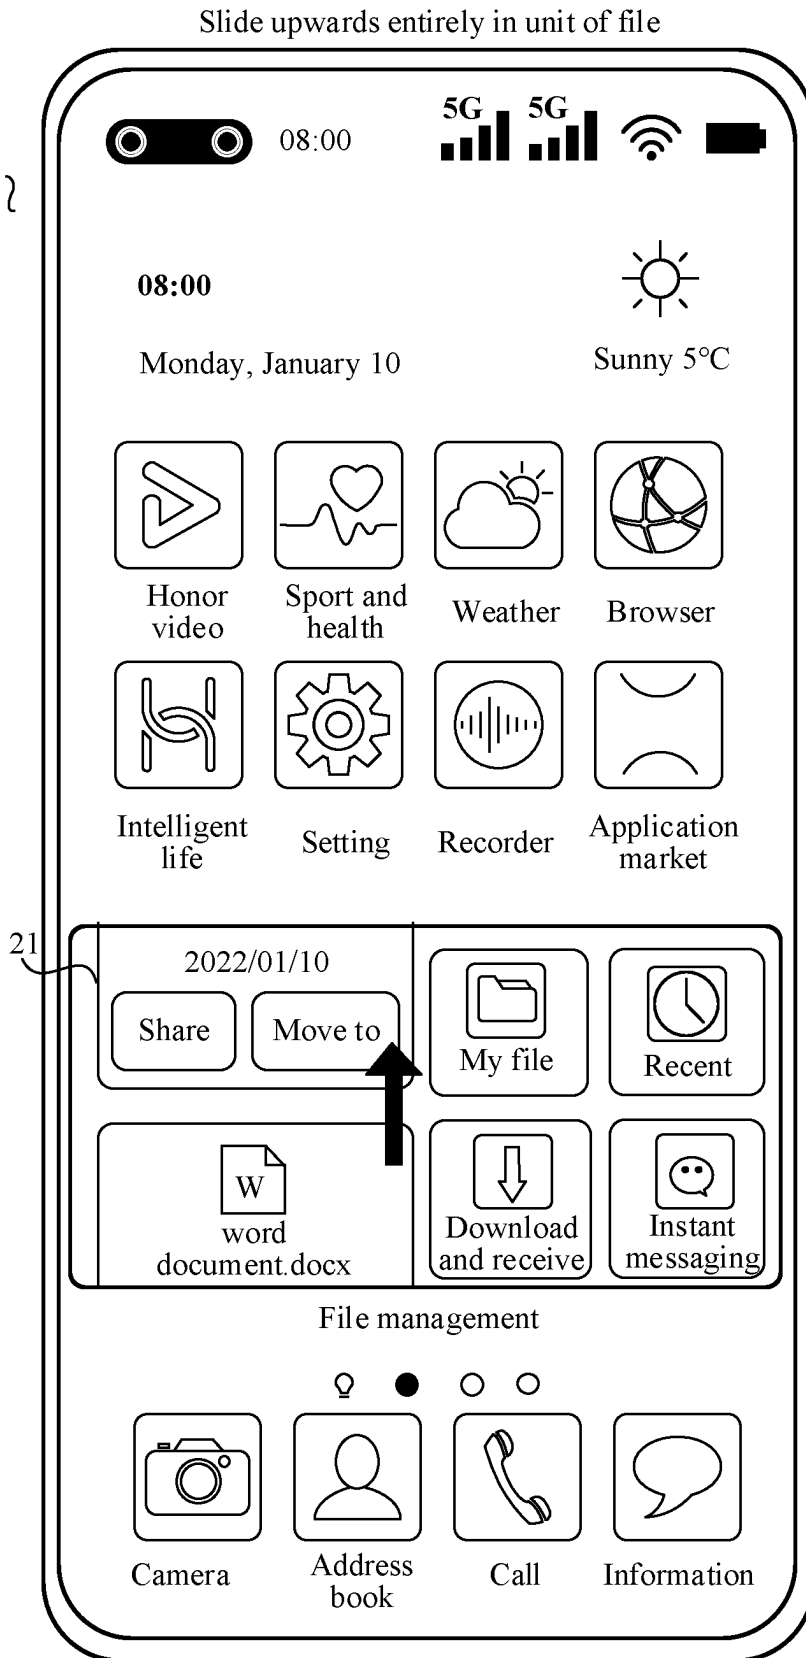 Slide upwards entirely in unit of file
08:00
5G
5G
08:00
Monday, January 10
Sunny 5°C
Honor
video
Sport and
health
Weather
Browser
Intelligent
life
Setting
Recorder
Application
market
21
2022/01/10
Share
Move to
My file
Recent
W
word
document.docx
Download
and receive
Instant
messaging
File management
Camera
Address
book
Call
Information